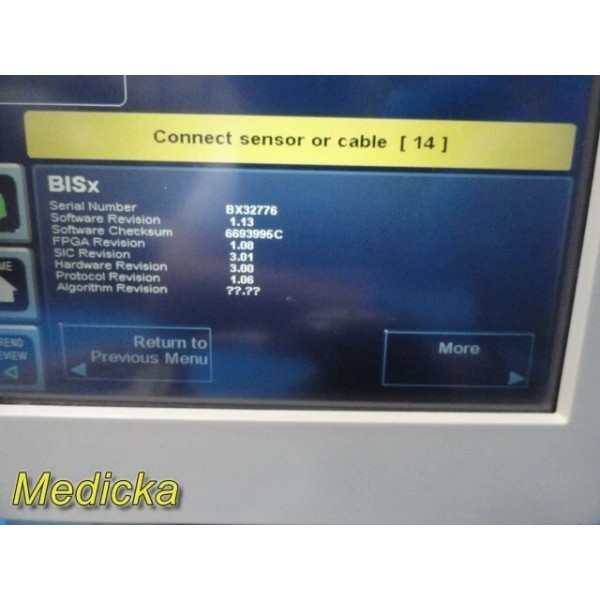 Connect sensor or cable [ 14 ]
BISx
Serial Number BX32776
Software Revision 1.13
Software Checksum 6693995C
FPGA Revision 1.08
SIC Revision 3.01
Hardware Revision 3.00
Protocol Revision 1.06
Algorithm Revision ??.??
Return to
Previous Menu
More
Medicka